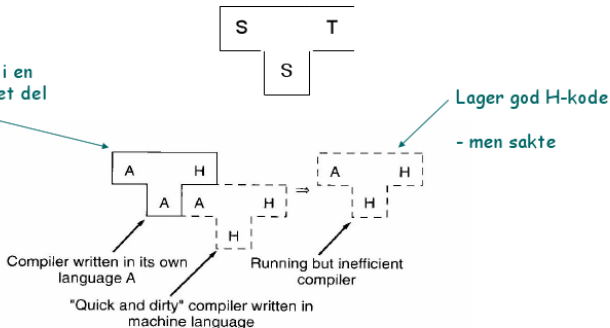 S T
S
i en
et del
Lager god H-kode
- men sakte
A H
A A H
H
A H
H
Compiler written in its own
language A
Running but inefficient
compiler
"Quick and dirty" compiler written in
machine language